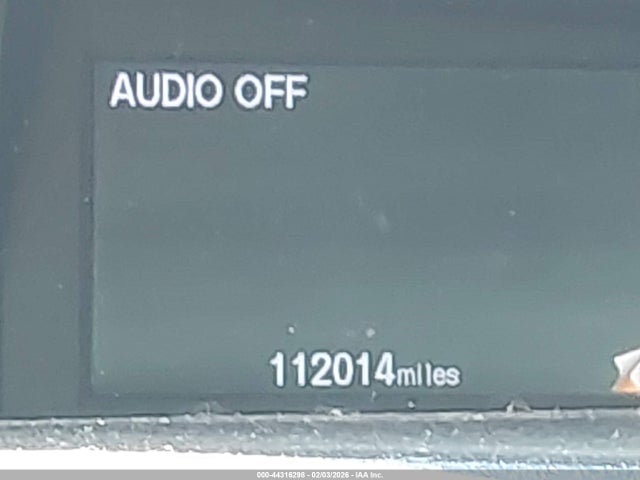 AUDIO OFF
112014miles
000-44316298 - 02/03/2026 - IAA Inc.